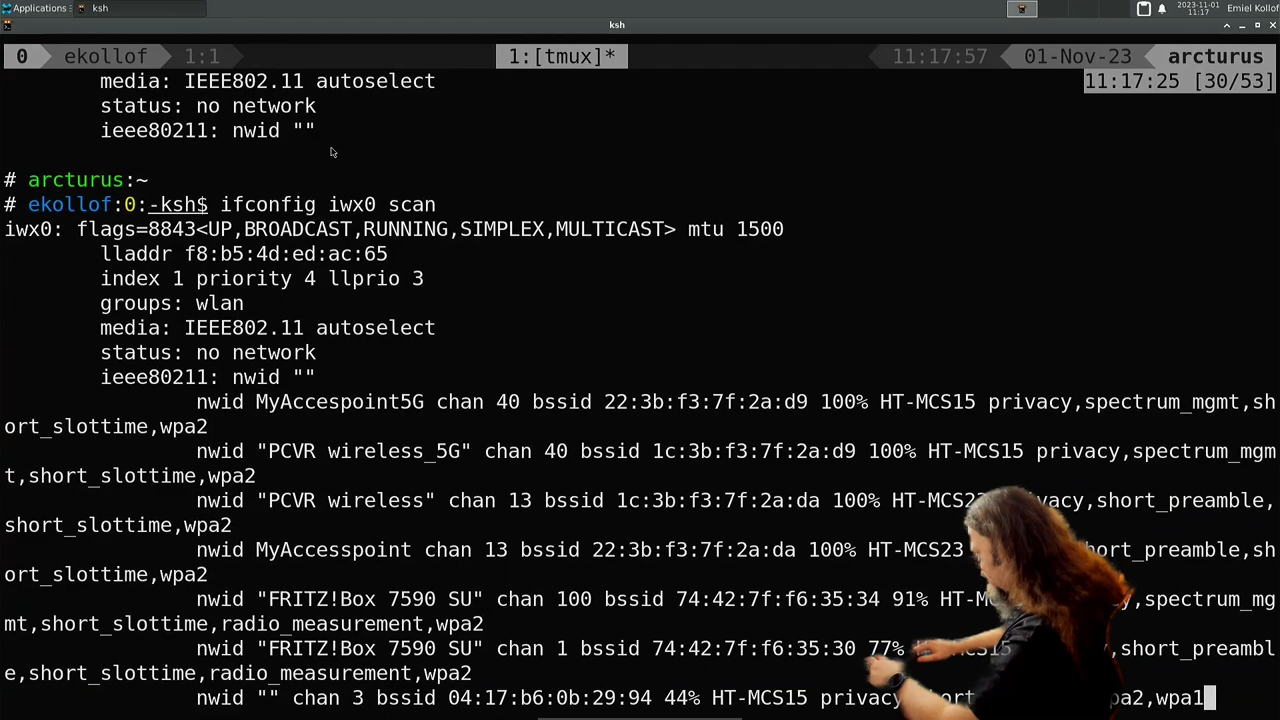 Applications
ksh
2023-11-01
11:17
Emiel Kollof
ksh
0 ekollof 1:1 1:[tmux]* 11:17:57 01-Nov-23 arcturus
media: IEEE802.11 autoselect 11:17:25 [30/53]
status: no network
ieee80211: nwid ""
# arcturus:~
# ekollof:0:-ksh$ ifconfig iwx0 scan
iwx0: flags=8843<UP,BROADCAST,RUNNING,SIMPLEX,MULTICAST> mtu 1500
lladdr f8:b5:4d:ed:ac:65
index 1 priority 4 llprio 3
groups: wlan
media: IEEE802.11 autoselect
status: no network
ieee80211: nwid ""
nwid MyAccespoint5G chan 40 bssid 22:3b:f3:7f:2a:d9 100% HT-MCS15 privacy,spectrum_mgmt,sh
ort_slottime,wpa2
nwid "PCVR wireless_5G" chan 40 bssid 1c:3b:f3:7f:2a:d9 100% HT-MCS15 privacy,spectrum_mgm
t,short_slottime,wpa2
nwid "PCVR wireless" chan 13 bssid 1c:3b:f3:7f:2a:da 100% short_preamble,
short_slottime,wpa2
nwid MyAccesspoint chan 13 bssid 22:3b:f3:7f:2a:da 100% HT-MCS23 ort_preamble,sh
ort_slottime,wpa2
nwid "FRITZ!Box 7590 SU" chan 100 bssid 74:42:7f:f6:35:34 91% ,spectrum_mg
mt,short_slottime,radio_measurement,wpa2
nwid "FRITZ!Box 7590 SU" chan 1 bssid 74:42:7f:f6:35:30 77% ,short_preambl
e,short_slottime,radio_measurement,wpa2
nwid "" chan 3 bssid 04:17:b6:0b:29:94 44% HT-MCS15 pa2,wpa1